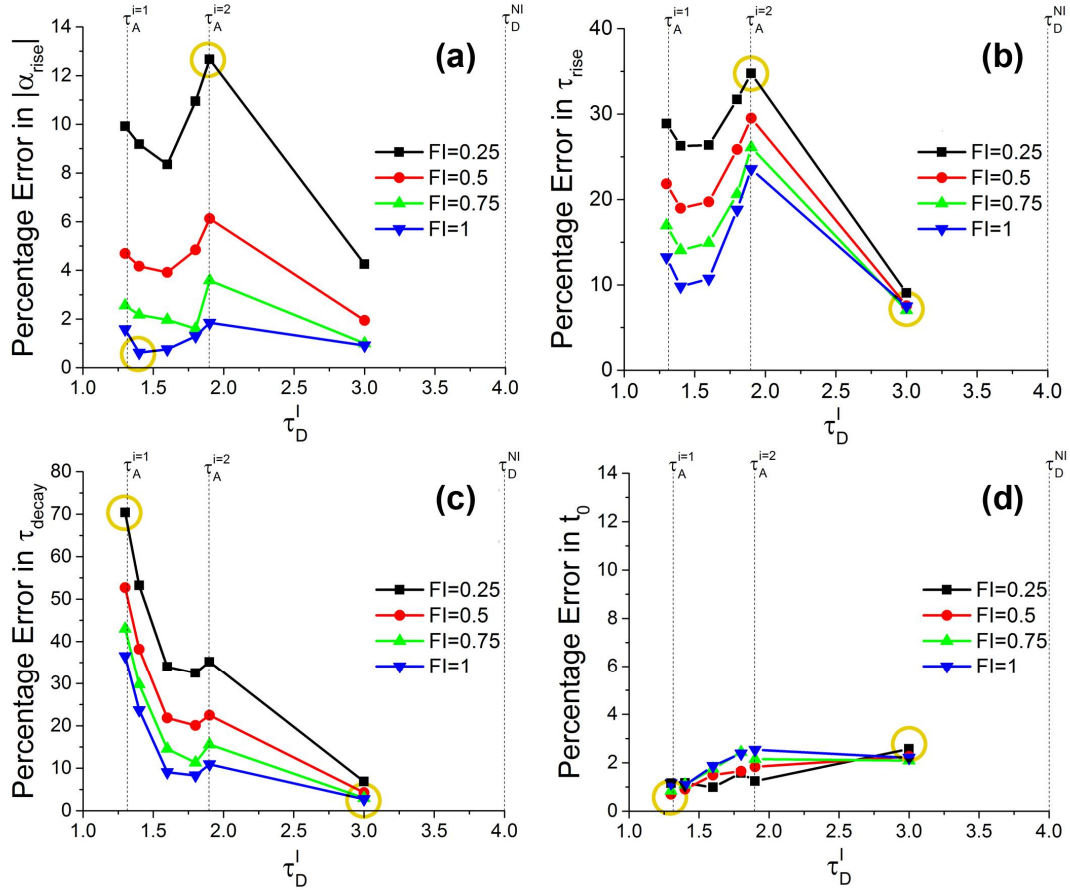 τ_A^{i=1} τ_A^{i=2} τ_D^{NI}
(a)
Percentage Error in |α_rise|
14
12
10
8
6
4
2
0
FI=0.25
FI=0.5
FI=0.75
FI=1
1.0 1.5 2.0 2.5 3.0 3.5 4.0
τ_D^I
τ_A^{i=1} τ_A^{i=2} τ_D^{NI}
(b)
Percentage Error in τ_rise
40
30
20
10
0
FI=0.25
FI=0.5
FI=0.75
FI=1
1.0 1.5 2.0 2.5 3.0 3.5 4.0
τ_D^I
τ_A^{i=1} τ_A^{i=2} τ_D^{NI}
(c)
Percentage Error in τ_decay
80
70
60
50
40
30
20
10
0
FI=0.25
FI=0.5
FI=0.75
FI=1
1.0 1.5 2.0 2.5 3.0 3.5 4.0
τ_D^I
τ_A^{i=1} τ_A^{i=2} τ_D^{NI}
(d)
Percentage Error in t_0
14
12
10
8
6
4
2
0
FI=0.25
FI=0.5
FI=0.75
FI=1
1.0 1.5 2.0 2.5 3.0 3.5 4.0
τ_D^I